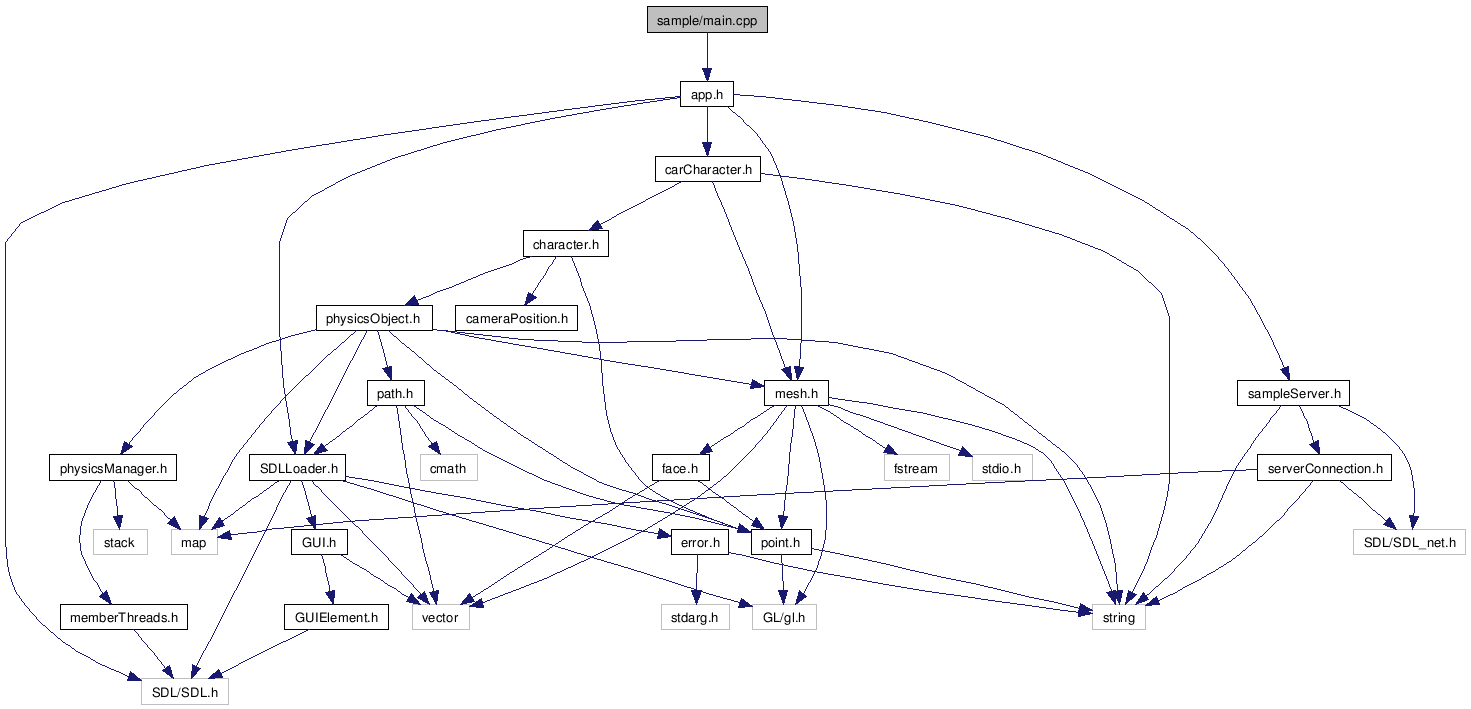 sample/main.cpp
app.h
carCharacter.h
character.h
physicsObject.h
cameraPosition.h
path.h
mesh.h
sampleServer.h
physicsManager.h
SDLLoader.h
cmath
face.h
fstream
stdio.h
serverConnection.h
stack
map
GUI.h
error.h
point.h
SDL/SDL_net.h
memberThreads.h
GUIElement.h
vector
stdarg.h
GL/gl.h
string
SDL/SDL.h